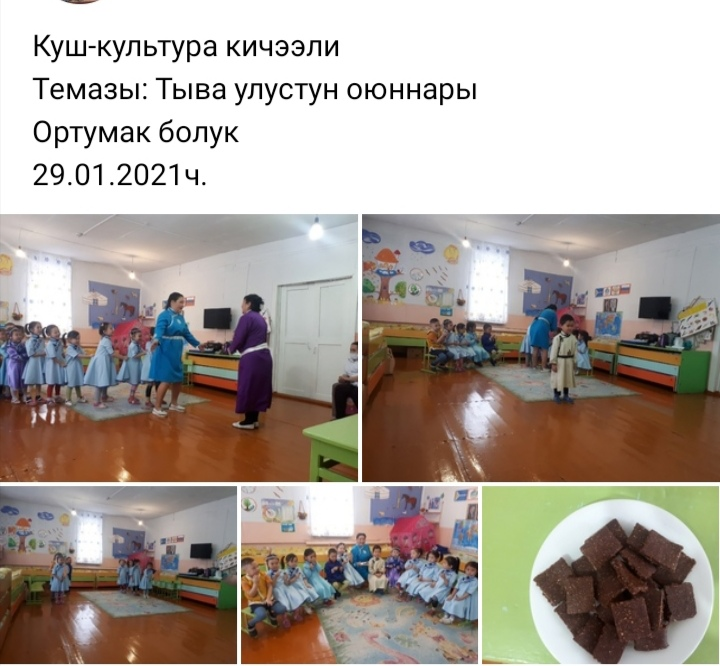 Куш-культура кичээли
Темазы: Тыва улустун оюннары
Ортумак болук
29.01.2021ч.